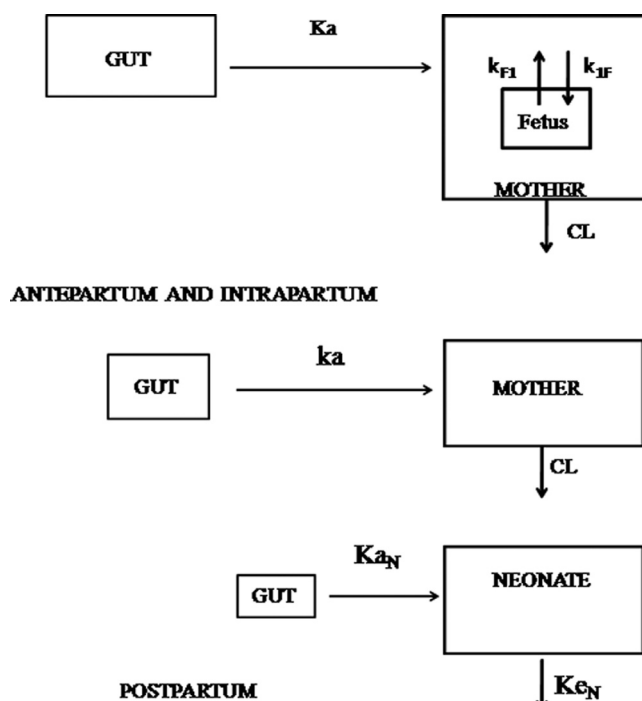 Ka
GUT
kF1
k1F
Fetus
MOTHER
CL
ANTEPARTUM AND INTRAPARTUM
ka
GUT
MOTHER
CL
KaN
GUT
NEONATE
POSTPARTUM
KeN